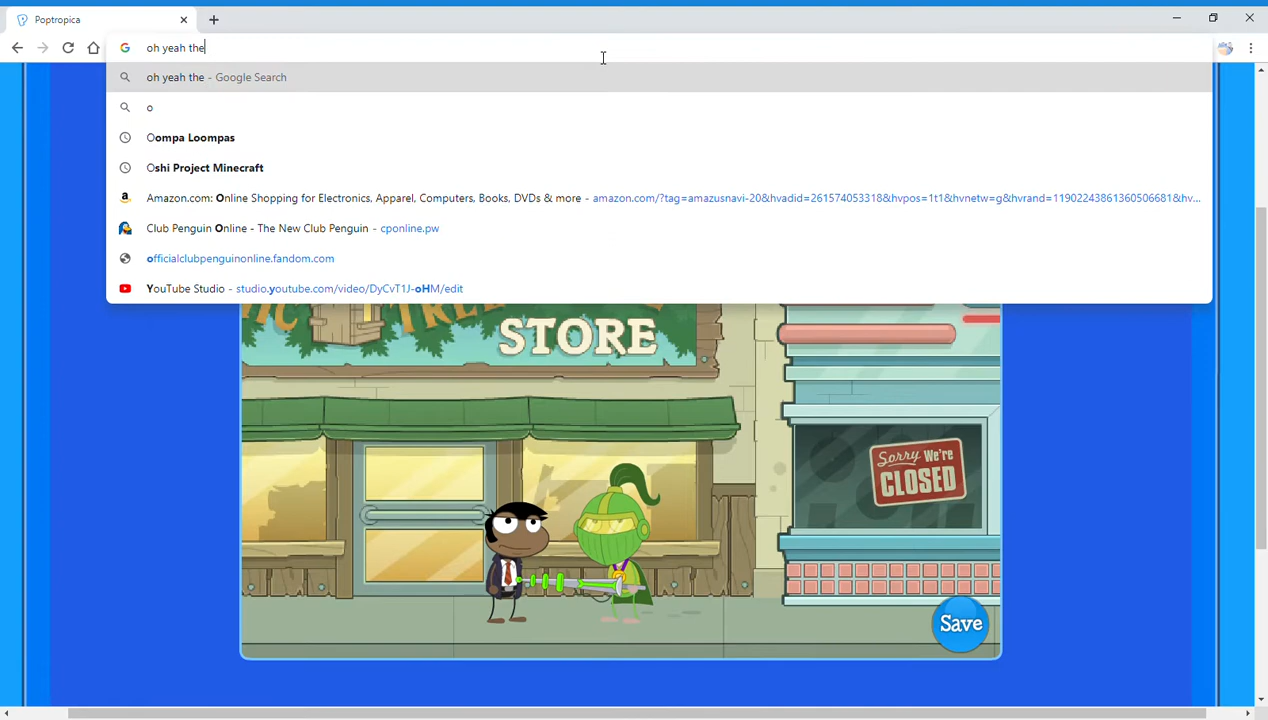 Poptropica
oh yeah the
oh yeah the - Google Search
o
Oompa Loompas
Oshi Project Minecraft
Amazon.com: Online Shopping for Electronics, Apparel, Computers, Books, DVDs & more - amazon.com/?tag=amazusnavi-20&hvadid=261574053318&hvpos=1t1&hvnetw=g&hvrand=11902243861360506681&hv...
Club Penguin Online - The New Club Penguin - cponline.pw
officialclubpenguinonline.fandom.com
YouTube Studio - studio.youtube.com/video/DyCvT1J-oHM/edit
STORE
Sorry We're
CLOSED
Save